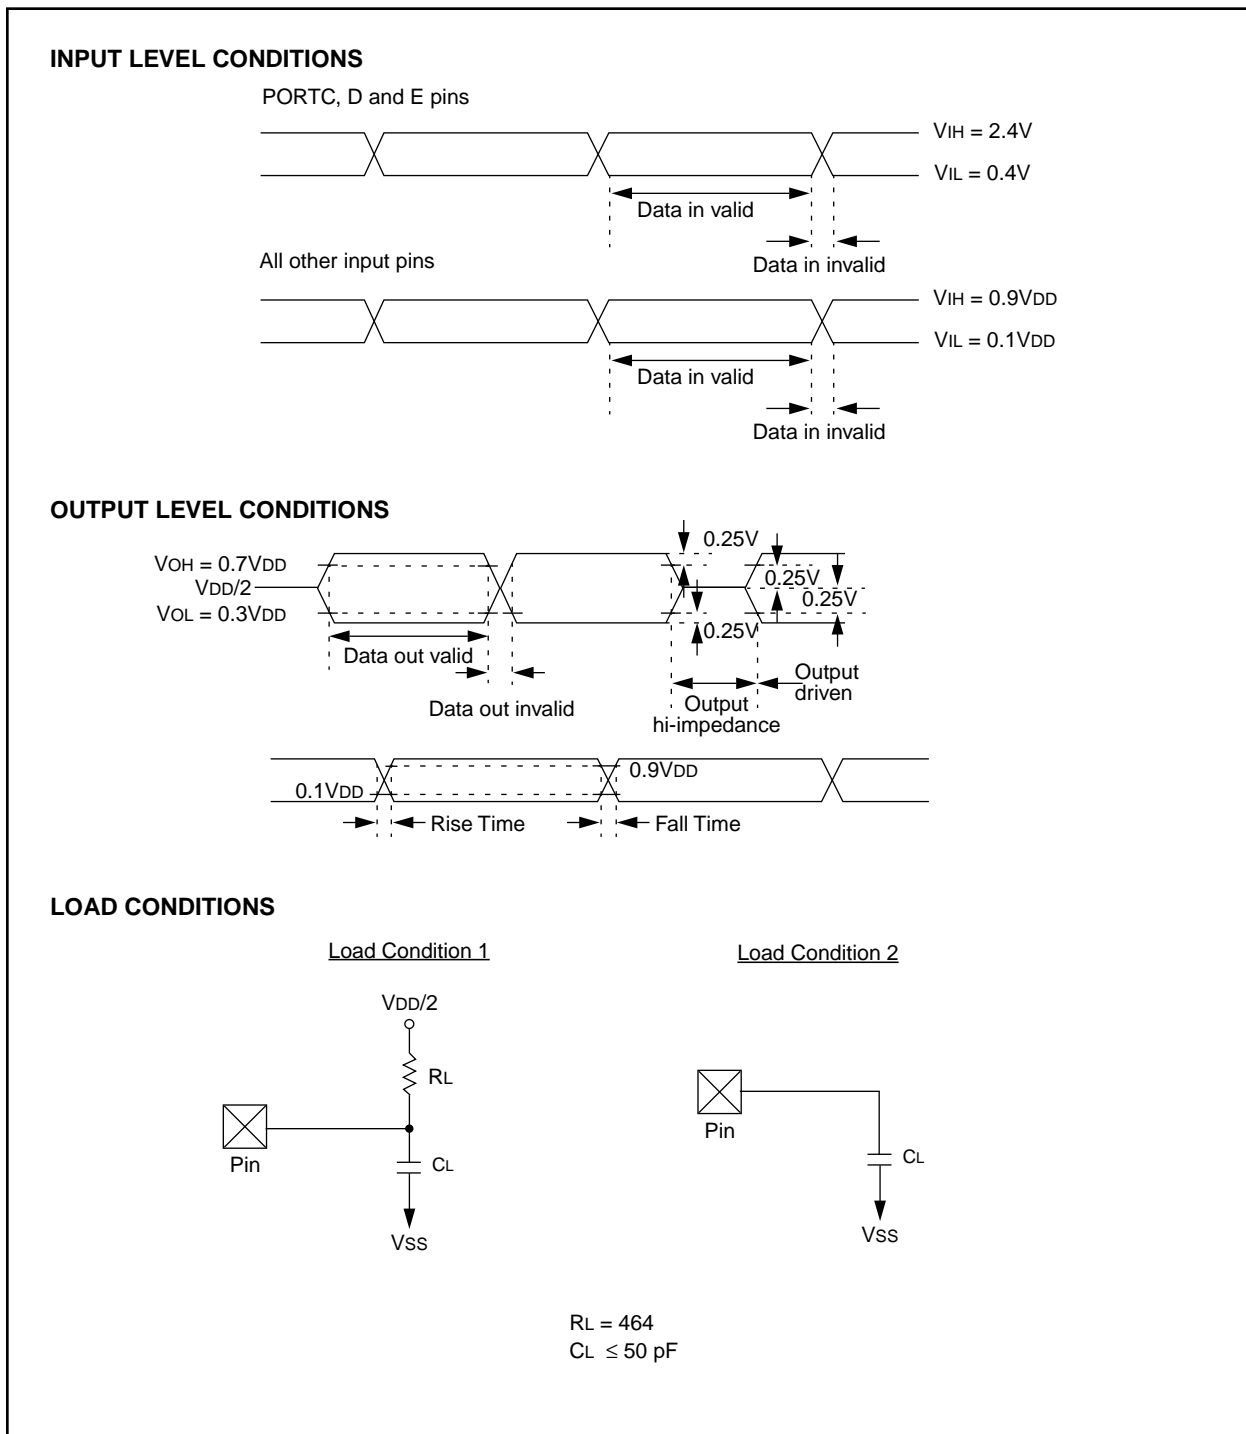 INPUT LEVEL CONDITIONS
PORTC, D and E pins
VIH = 2.4V
VIL = 0.4V
Data in valid
Data in invalid
All other input pins
VIH = 0.9VDD
VIL = 0.1VDD
Data in valid
Data in invalid
OUTPUT LEVEL CONDITIONS
0.25V
VOH = 0.7VDD
VDD/2
VOL = 0.3VDD
0.25V
0.25V
0.25V
Data out valid
Data out invalid
Output
driven
Output
hi-impedance
0.9VDD
0.1VDD
Rise Time
Fall Time
LOAD CONDITIONS
Load Condition 1
Load Condition 2
VDD/2
RL
Pin
CL
VSS
Pin
CL
VSS
RL = 464
CL ≤ 50 pF